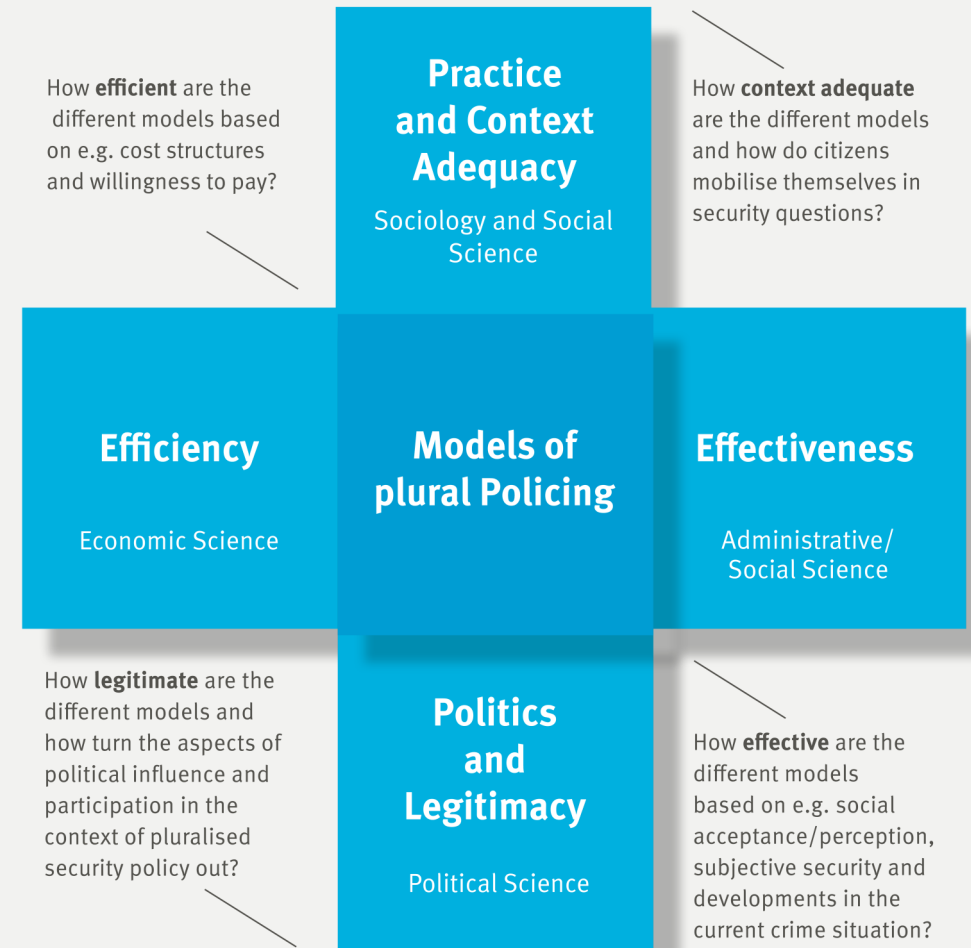 How efficient are the
different models based
on e.g. cost structures
and willingness to pay?
Practice
and Context
Adequacy
Sociology and Social
Science
How context adequate
are the different models
and how do citizens
mobilise themselves in
security questions?
Efficiency
Economic Science
Models of
plural Policing
Effectiveness
Administrative/
Social Science
How legitimate are the
different models and
how turn the aspects of
political influence and
participation in the
context of pluralised
security policy out?
Politics
and
Legitimacy
Political Science
How effective are the
different models
based on e.g. social
acceptance/perception,
subjective security and
developments in the
current crime situation?